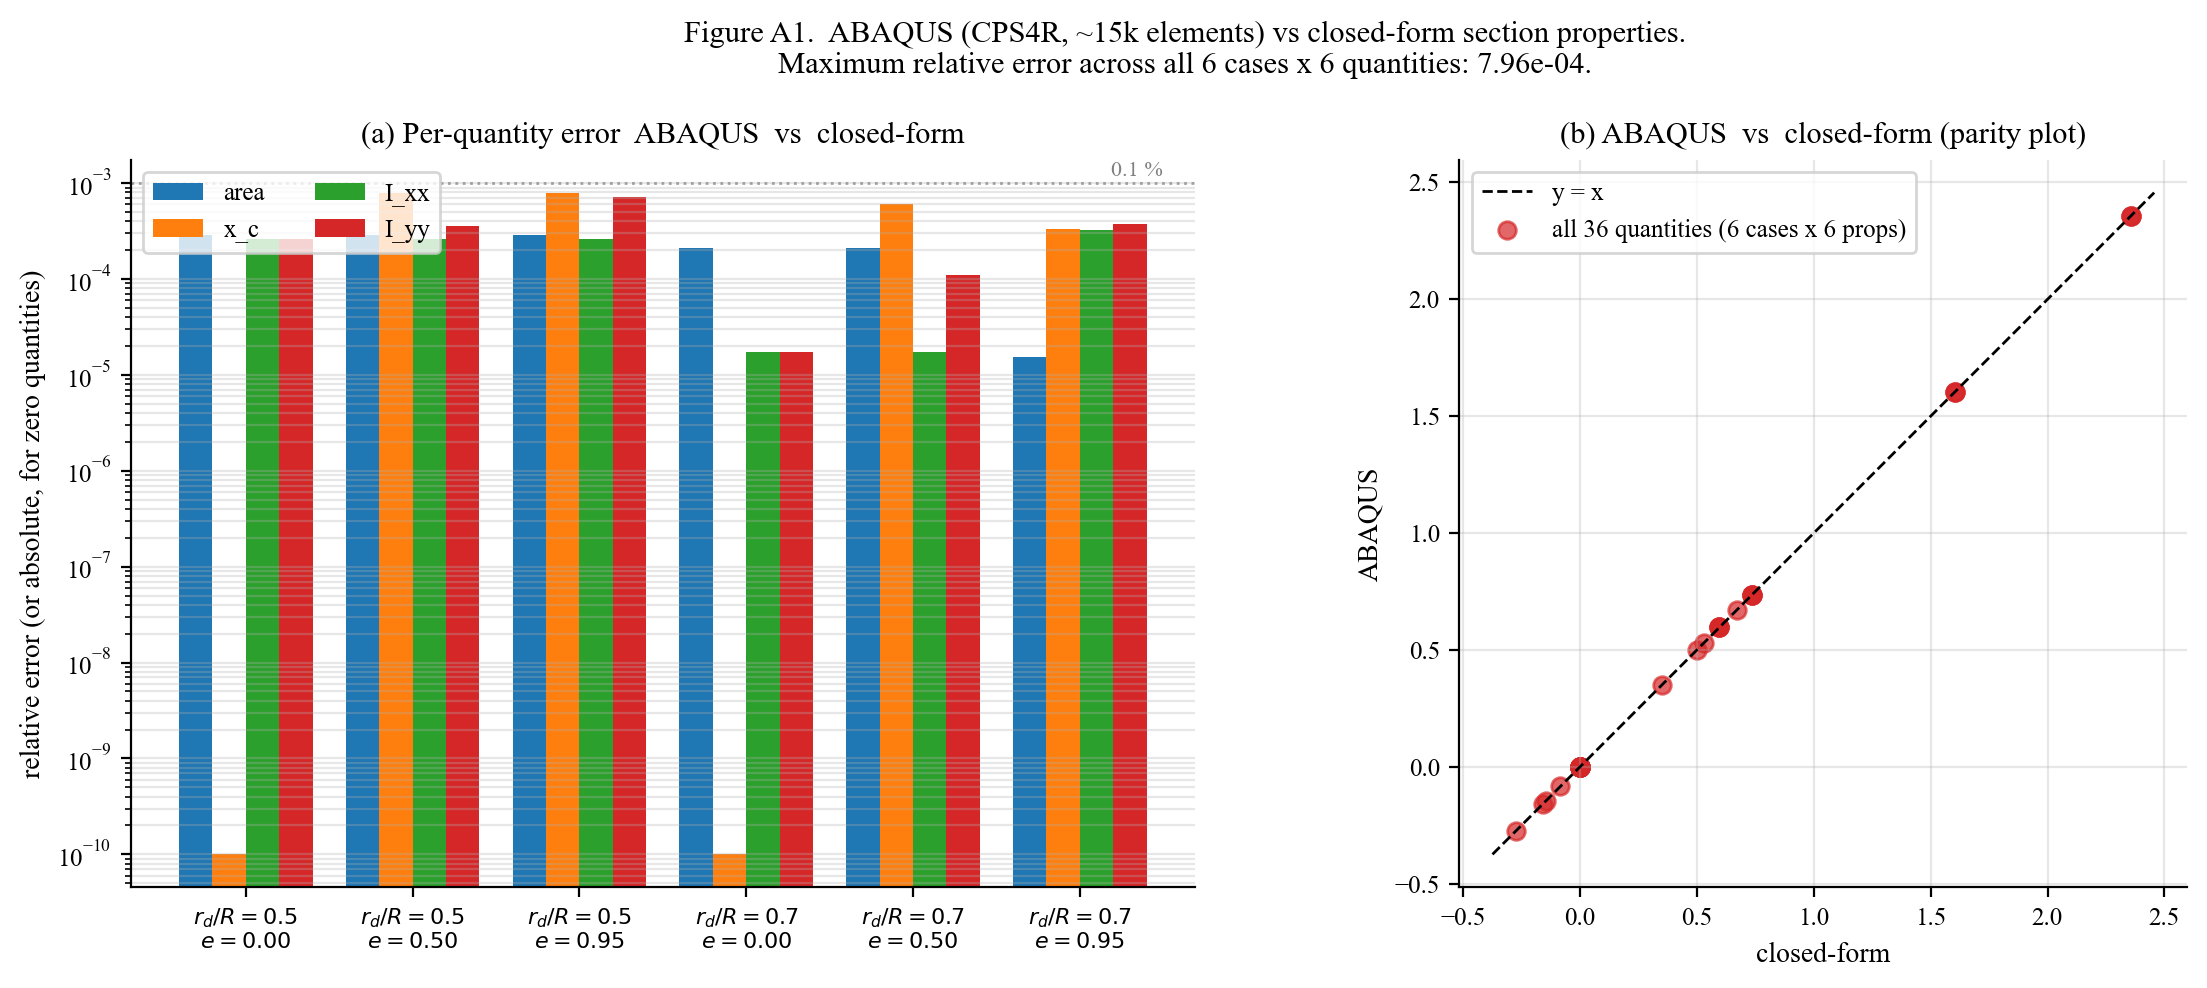 Figure A1.  ABAQUS (CPS4R, ~15k elements) vs closed-form section properties.
Maximum relative error across all 6 cases x 6 quantities: 7.96e-04.
(a) Per-quantity error  ABAQUS  vs  closed-form
relative error (or absolute, for zero quantities)
10⁻³
10⁻⁴
10⁻⁵
10⁻⁶
10⁻⁷
10⁻⁸
10⁻⁹
10⁻¹⁰
0.1 %
area
x_c
I_xx
I_yy
r_d/R = 0.5
e = 0.00
r_d/R = 0.5
e = 0.50
r_d/R = 0.5
e = 0.95
r_d/R = 0.7
e = 0.00
r_d/R = 0.7
e = 0.50
r_d/R = 0.7
e = 0.95
(b) ABAQUS  vs  closed-form (parity plot)
y = x
all 36 quantities (6 cases x 6 props)
ABAQUS
2.5
2.0
1.5
1.0
0.5
0.0
−0.5
−0.5
0.0
0.5
1.0
1.5
2.0
2.5
closed-form